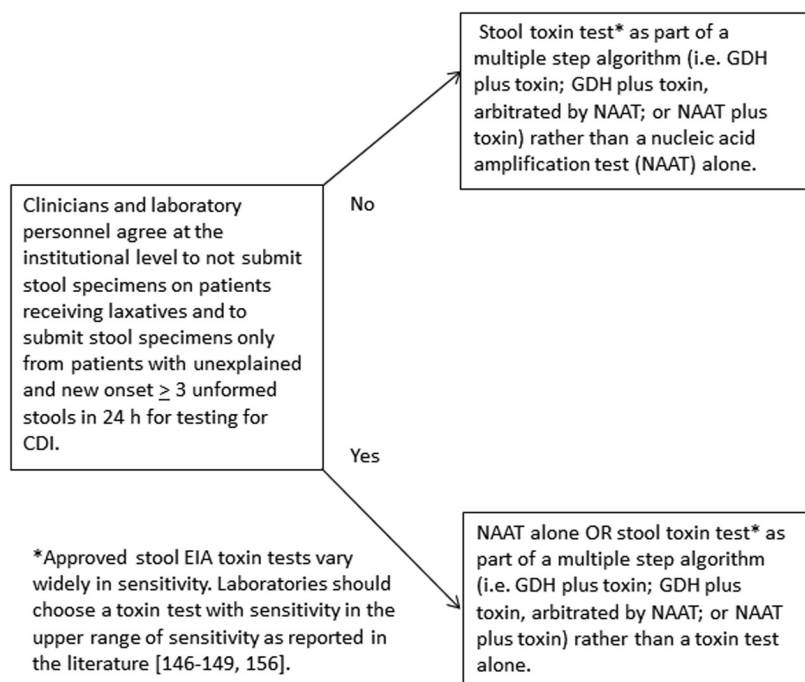 Stool toxin test* as part of a
multiple step algorithm (i.e. GDH
plus toxin; GDH plus toxin,
arbitrated by NAAT; or NAAT plus
toxin) rather than a nucleic acid
amplification test (NAAT) alone.
No
Clinicians and laboratory
personnel agree at the
institutional level to not submit
stool specimens on patients
receiving laxatives and to
submit stool specimens only
from patients with unexplained
and new onset ≥ 3 unformed
stools in 24 h for testing for
CDI.
Yes
NAAT alone OR stool toxin test* as
part of a multiple step algorithm
(i.e. GDH plus toxin; GDH plus
toxin, arbitrated by NAAT; or NAAT
plus toxin) rather than a toxin test
alone.
*Approved stool EIA toxin tests vary
widely in sensitivity. Laboratories should
choose a toxin test with sensitivity in the
upper range of sensitivity as reported in
the literature [146-149, 156].